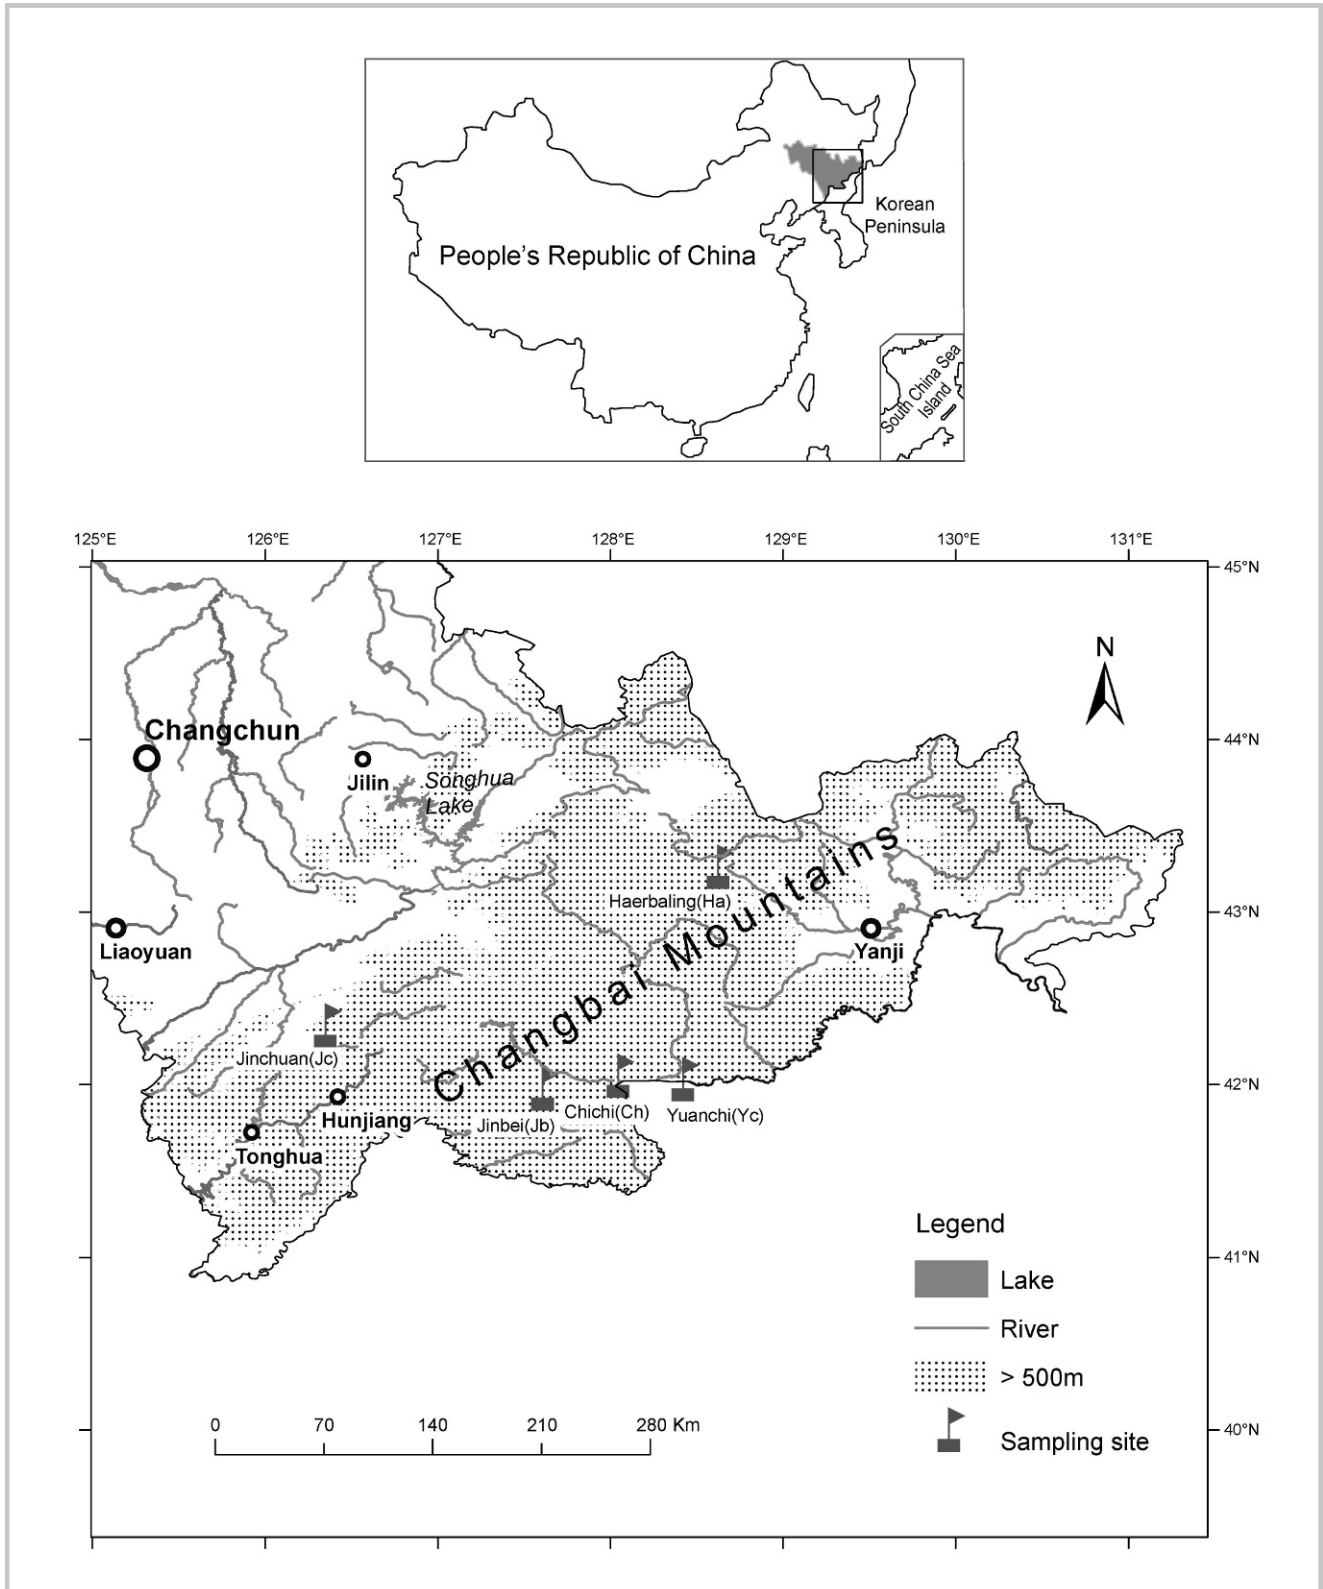 People's Republic of China
Korean
Peninsula
South China Sea
Island
125°E
126°E
127°E
128°E
129°E
130°E
131°E
45°N
N
Changchun
44°N
Jilin
Songhua
Lake
Changbai Mountains
Haerbaling(Ha)
43°N
Liaoyuan
Yanji
Jinchuan(Jc)
42°N
Hunjiang
Jinbei(Jb)
Chichi(Ch)
Yuanchi(Yc)
Tonghua
Legend
41°N
Lake
River
> 500m
0 70 140 210 280 Km
40°N
Sampling site